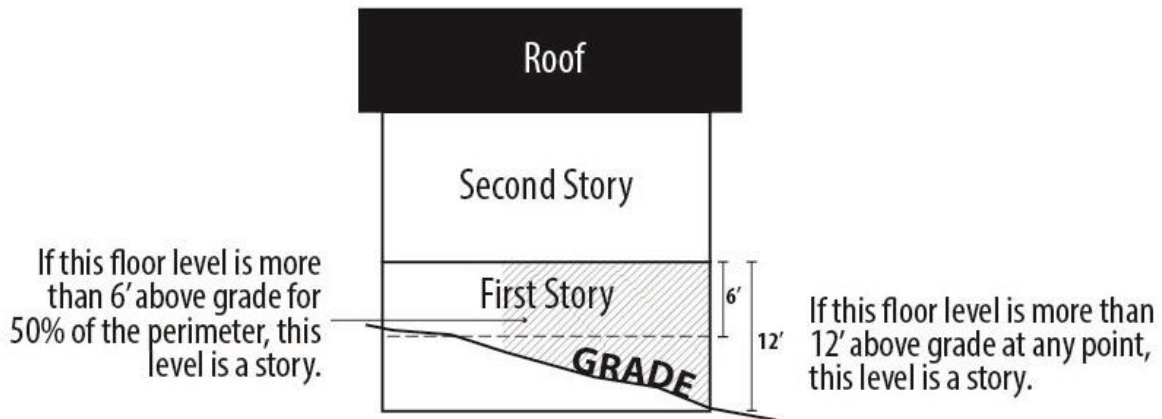 Roof
Second Story
If this floor level is more
than 6' above grade for
50% of the perimeter, this
level is a story.
First Story
6'
12'
GRADE
If this floor level is more than
12' above grade at any point,
this level is a story.